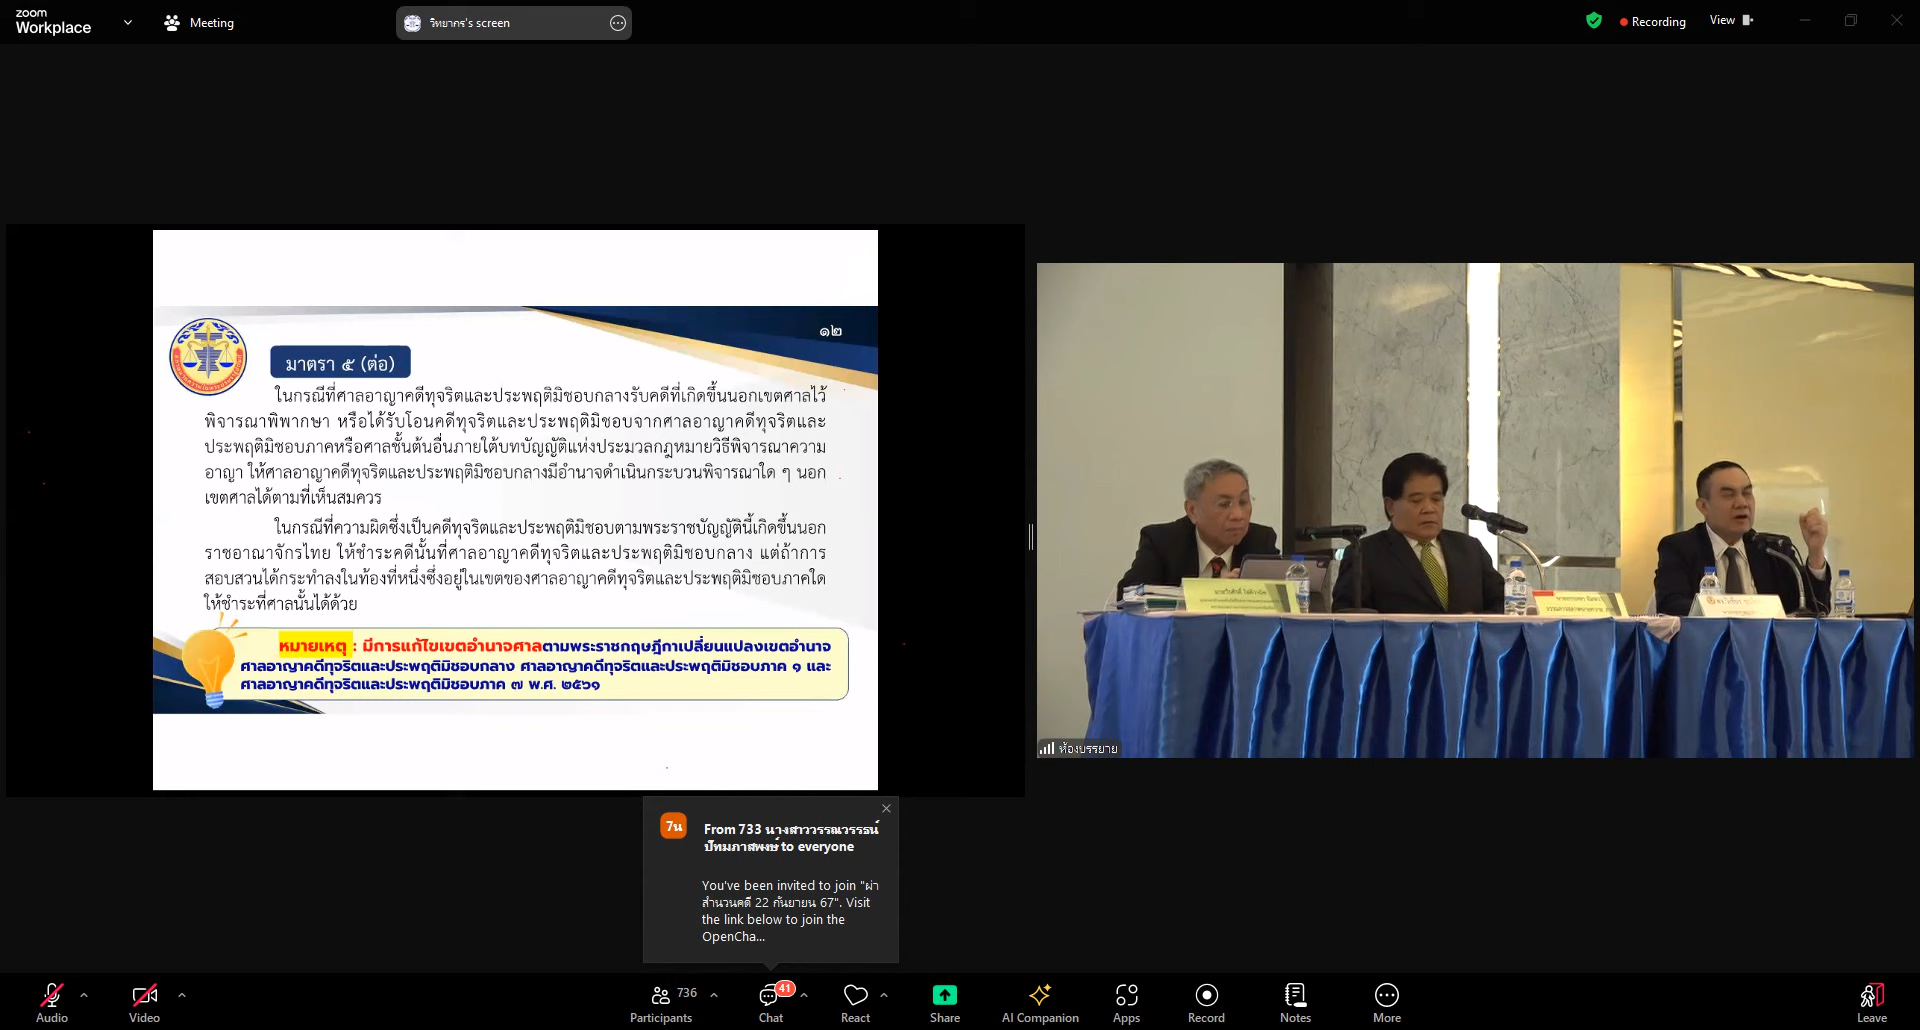 zoom
Workplace
Meeting
วิทยากร's screen
Recording
View
๑๒
มาตรา ๕ (ต่อ)
ในกรณีที่ศาลอาญาคดีทุจริตและประพฤติมิชอบกลางรับคดีที่เกิดขึ้นนอกเขตศาลไว้
พิจารณาพิพากษา หรือได้รับโอนคดีทุจริตและประพฤติมิชอบจากศาลอาญาคดีทุจริตและ
ประพฤติมิชอบภาคหรือศาลชั้นต้นอื่นภายใต้บทบัญญัติแห่งประมวลกฎหมายวิธีพิจารณาความ
อาญา ให้ศาลอาญาคดีทุจริตและประพฤติมิชอบกลางมีอำนาจดำเนินกระบวนพิจารณาใด ๆ นอก
เขตศาลได้ตามที่เห็นสมควร
ในกรณีที่ความผิดซึ่งเป็นคดีทุจริตและประพฤติมิชอบตามพระราชบัญญัตินี้เกิดขึ้นนอก
ราชอาณาจักรไทย ให้ชำระคดีนั้นที่ศาลอาญาคดีทุจริตและประพฤติมิชอบกลาง แต่ถ้าการ
สอบสวนได้กระทำลงในท้องที่หนึ่งซึ่งอยู่ในเขตของศาลอาญาคดีทุจริตและประพฤติมิชอบภาคใด
ให้ชำระที่ศาลนั้นได้ด้วย
หมายเหตุ : มีการแก้ไขเขตอำนาจศาลตามพระราชกฤษฎีกาเปลี่ยนแปลงเขตอำนาจ
ศาลอาญาคดีทุจริตและประพฤติมิชอบกลาง ศาลอาญาคดีทุจริตและประพฤติมิชอบภาค ๑ และ
ศาลอาญาคดีทุจริตและประพฤติมิชอบภาค ๗ พ.ศ. ๒๕๖๑
ห้องบรรยาย
7น
From 733 นางสาววรรณวรรธน์
ปัทมภาสพงษ์ to everyone
You've been invited to join "ผ่า
สำนวนคดี 22 กันยายน 67". Visit
the link below to join the
OpenCha...
Audio
Video
736
Participants
41
Chat
React
Share
AI Companion
Apps
Record
Notes
More
Leave